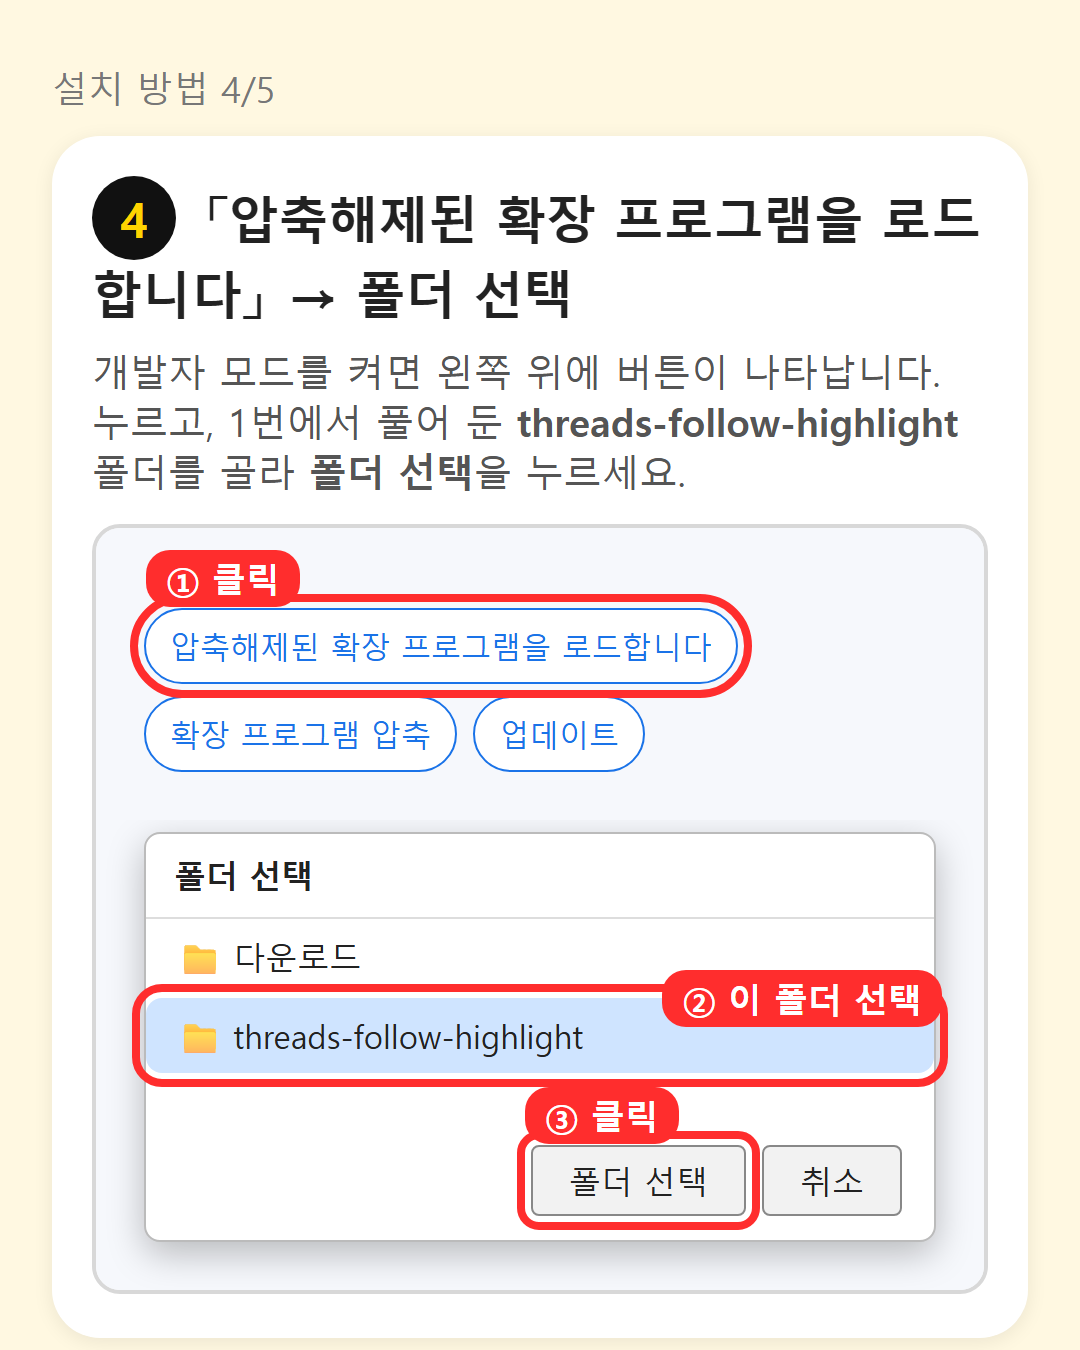 설치 방법 4/5
4 「압축해제된 확장 프로그램을 로드
합니다」→ 폴더 선택
개발자 모드를 켜면 왼쪽 위에 버튼이 나타납니다.
누르고, 1번에서 풀어 둔 threads-follow-highlight
폴더를 골라 폴더 선택을 누르세요.
① 클릭
압축해제된 확장 프로그램을 로드합니다
확장 프로그램 압축 업데이트
폴더 선택
다운로드
② 이 폴더 선택
threads-follow-highlight
③ 클릭
폴더 선택 취소